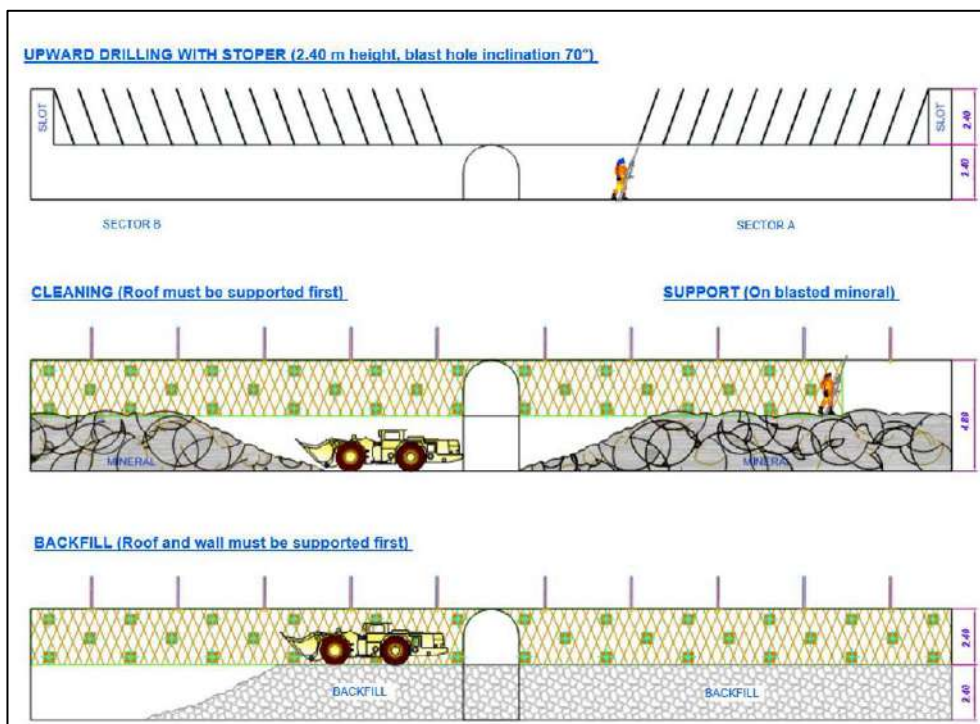 UPWARD DRILLING WITH STOPER (2.40 m height, blast hole inclination 70°)
SLOT
SLOT
2.40
2.40
SECTOR B
SECTOR A
CLEANING (Roof must be supported first)
SUPPORT (On blasted mineral)
4.80
MINERAL
MINERAL
BACKFILL (Roof and wall must be supported first)
2.40
BACKFILL
BACKFILL
2.40